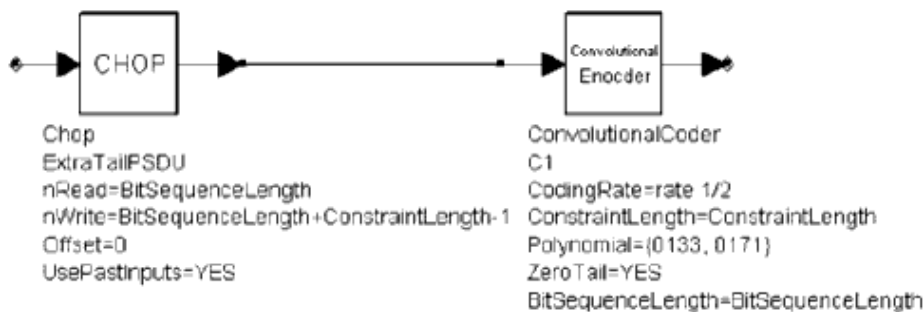 CHOP
Chop
ExtraTailPSDU
nRead=BitSequenceLength
nWrite=BitSequenceLength+ConstraintLength-1
Offset=0
UsePastInputs=YES
Convolutional
Enocder
ConvolutionalCoder
C1
CodingRate=rate 1/2
ConstraintLength=ConstraintLength
Polynomial={0133, 0171}
ZeroTail=YES
BitSequenceLength=BitSequenceLength